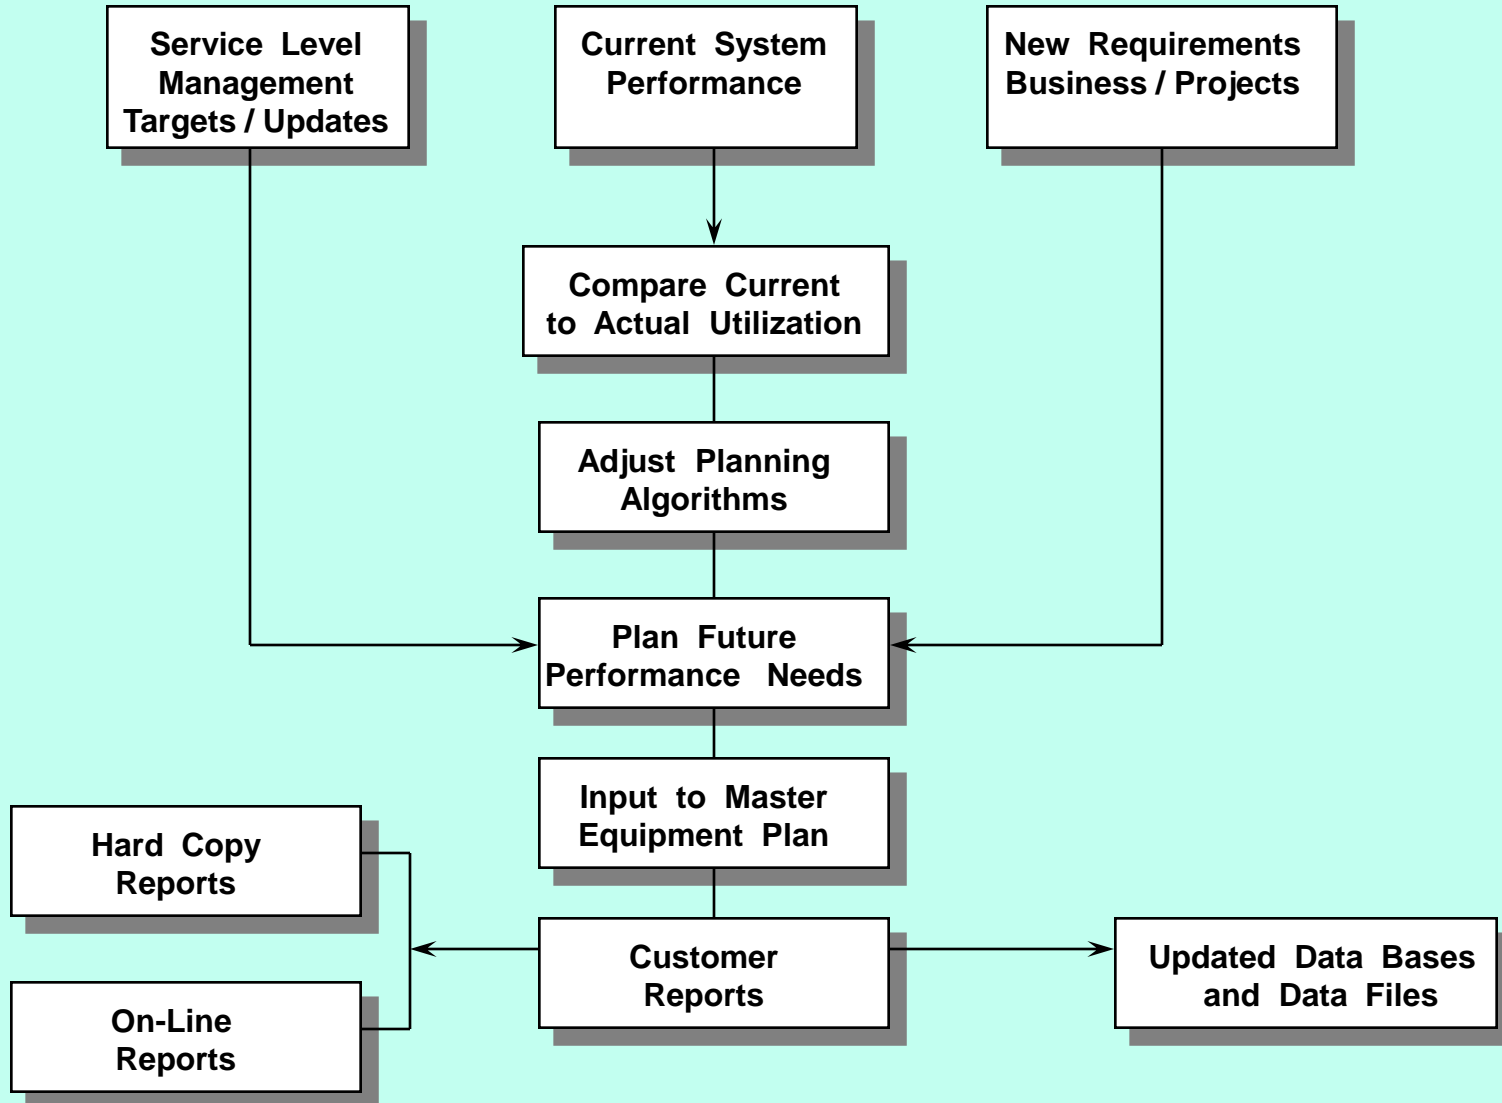 Service Level
Management
Targets / Updates
Current System
Performance
New Requirements
Business / Projects
Compare Current
to Actual Utilization
Adjust Planning
Algorithms
Plan Future
Performance Needs
Input to Master
Equipment Plan
Hard Copy
Reports
Customer
Reports
Updated Data Bases
and Data Files
On-Line
Reports